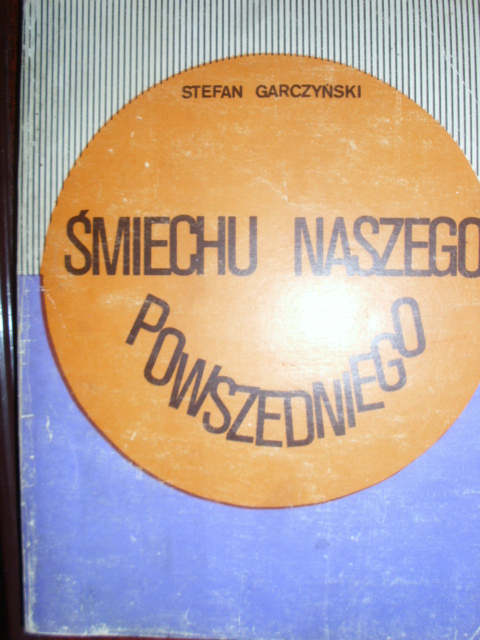 STEFAN GARCZYŃSKI
ŚMIECHU NASZEGO
POWSZEDNIEGO